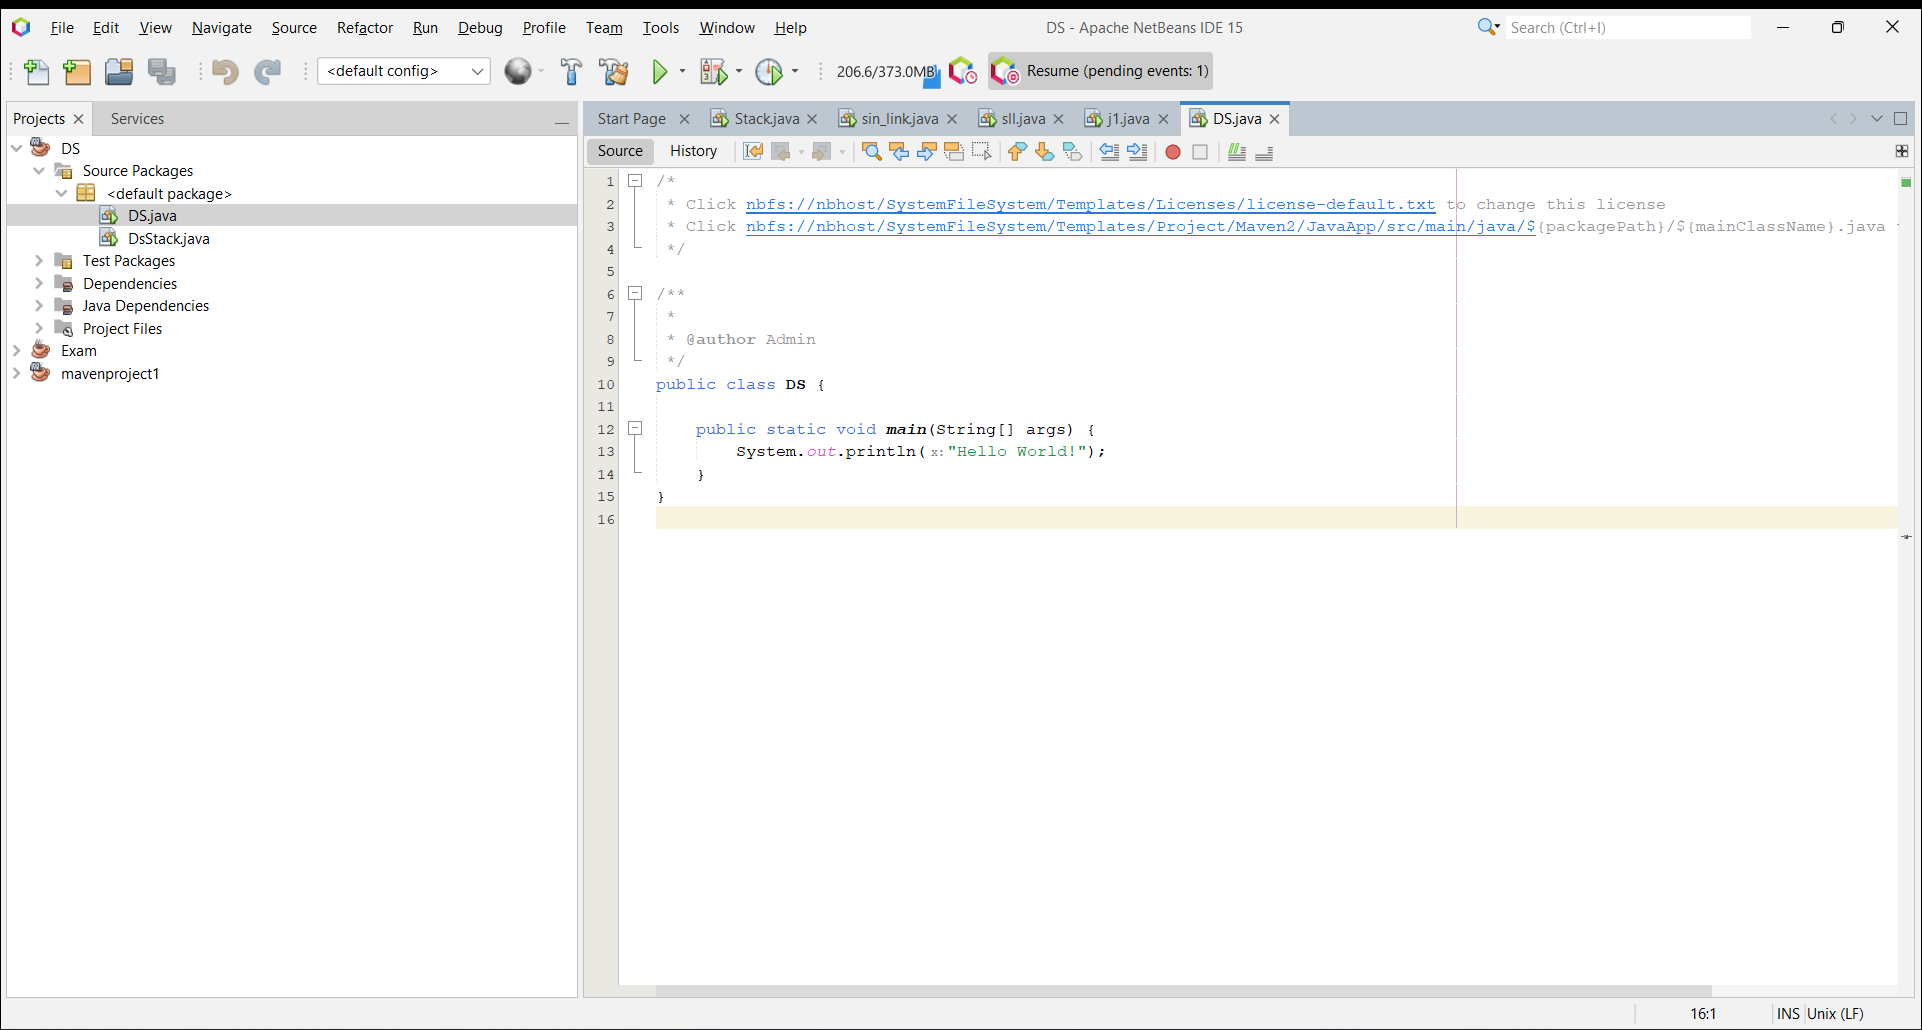 File Edit View Navigate Source Refactor Run Debug Profile Team Tools Window Help DS - Apache NetBeans IDE 15 Search (Ctrl+I)
<default config> 206.6/373.0MB Resume (pending events: 1)
Projects Services
DS
Source Packages
<default package>
DS.java
DsStack.java
Test Packages
Dependencies
Java Dependencies
Project Files
Exam
mavenproject1
Start Page Stack.java sin_link.java sll.java j1.java DS.java
Source History
1 /*
2 * Click nbfs://nbhost/SystemFileSystem/Templates/Licenses/license-default.txt to change this license
3 * Click nbfs://nbhost/SystemFileSystem/Templates/Project/Maven2/JavaApp/src/main/java/${packagePath}/${mainClassName}.java
4 */
5
6 /**
7 *
8 * @author Admin
9 */
10 public class DS {
11
12 public static void main(String[] args) {
13 System.out.println(x:"Hello World!");
14 }
15 }
16
16:1 INS Unix (LF)